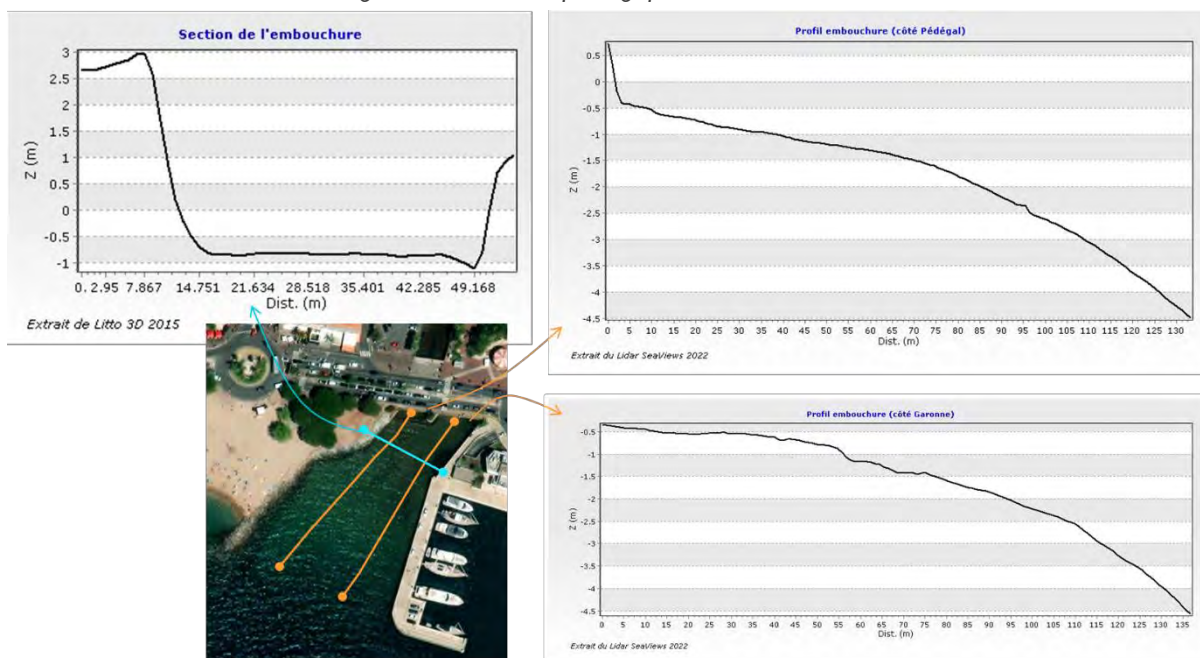 Section de l'embouchure
3
2.5
2
1.5
1
0.5
0
-0.5
-1
Z (m)
0. 2.95 7.867 14.751 21.634 28.518 35.401 42.285 49.168
Dist. (m)
Extrait de Litto 3D 2015
Profil embouchure (côté Pédégal)
0.5
0
-0.5
-1
-1.5
-2
-2.5
-3
-3.5
-4
-4.5
Z (m)
0 5 10 15 20 25 30 35 40 45 50 55 60 65 70 75 80 85 90 95 100 105 110 115 120 125 130
Dist. (m)
Extrait du Lidar SeaViews 2022
Profil embouchure (côté Garonne)
-0.5
-1
-1.5
-2
-2.5
-3
-3.5
-4
-4.5
Z (m)
0 5 10 15 20 25 30 35 40 45 50 55 60 65 70 75 80 85 90 95 100 105 110 115 120 125 130 135
Dist. (m)
Extrait du Lidar SeaViews 2022